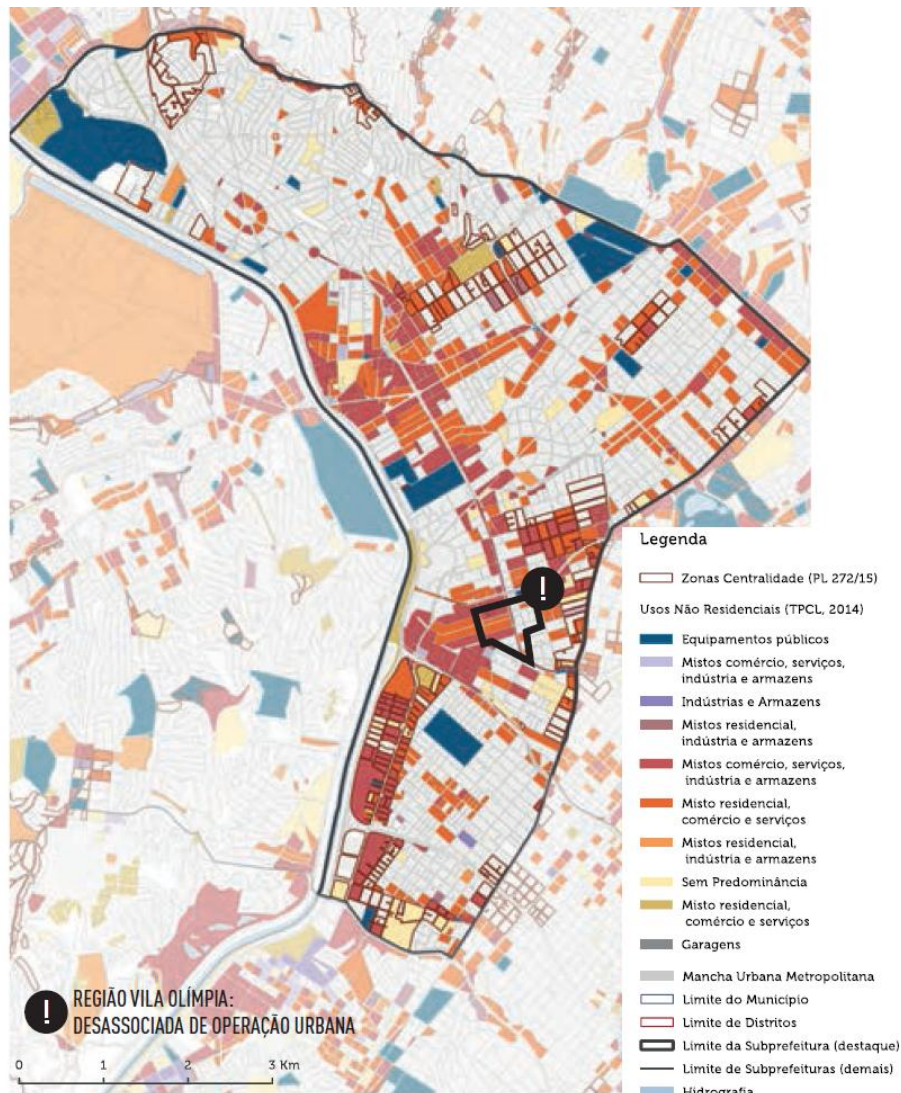 Legenda
Zonas Centralidade (PL 272/15)
Usos Não Residenciais (TPCL, 2014)
Equipamentos públicos
Mistos comércio, serviços,
indústria e armazens
Indústrias e Armazens
Mistos residencial,
indústria e armazens
Mistos comércio, serviços,
indústria e armazens
Misto residencial,
comércio e serviços
Mistos residencial,
indústria e armazens
Sem Predominância
Misto residencial,
comércio e serviços
Garagens
Mancha Urbana Metropolitana
Limite do Município
Limite de Distritos
Limite da Subprefeitura (destaque)
Limite de Subprefeituras (demais)
Hidrografia
!
! REGIÃO VILA OLÍMPIA:
DESASSOCIADA DE OPERAÇÃO URBANA
0 1 2 3 Km